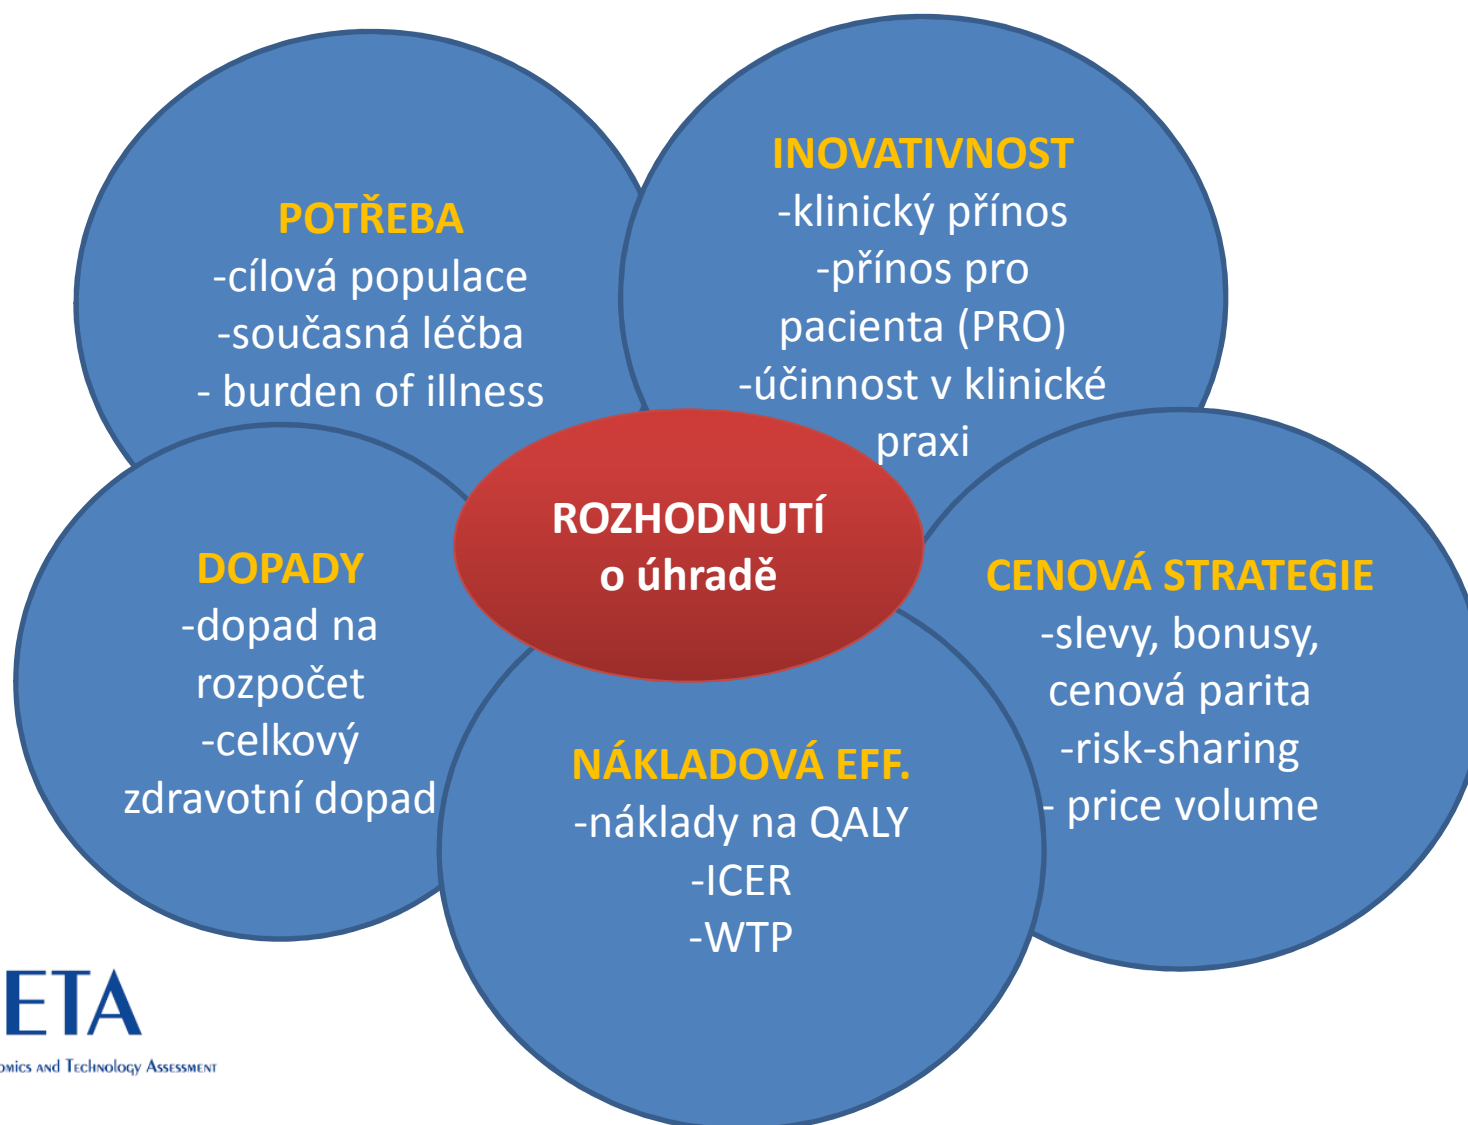 POTŘEBA
-cílová populace
-současná léčba
- burden of illness
INOVATIVNOST
-klinický přínos
-přínos pro
pacienta (PRO)
-účinnost v klinické
praxi
ROZHODNUTÍ
o úhradě
DOPADY
-dopad na
rozpočet
-celkový
zdravotní dopad
CENOVÁ STRATEGIE
-slevy, bonusy,
cenová parita
-risk-sharing
- price volume
NÁKLADOVÁ EFF.
-náklady na QALY
-ICER
-WTP
ETA
omics and Technology Assessment